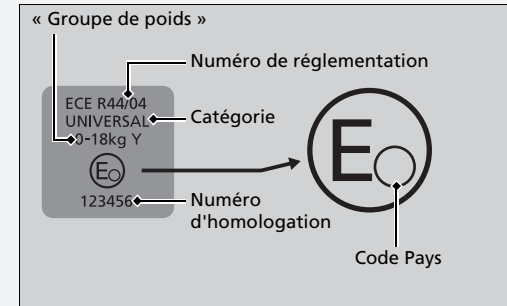 « Groupe de poids »
Numéro de réglementation
ECE R44/04
UNIVERSAL
Catégorie
0-18kg Y
E
E
123456
Numéro
d'homologation
Code Pays